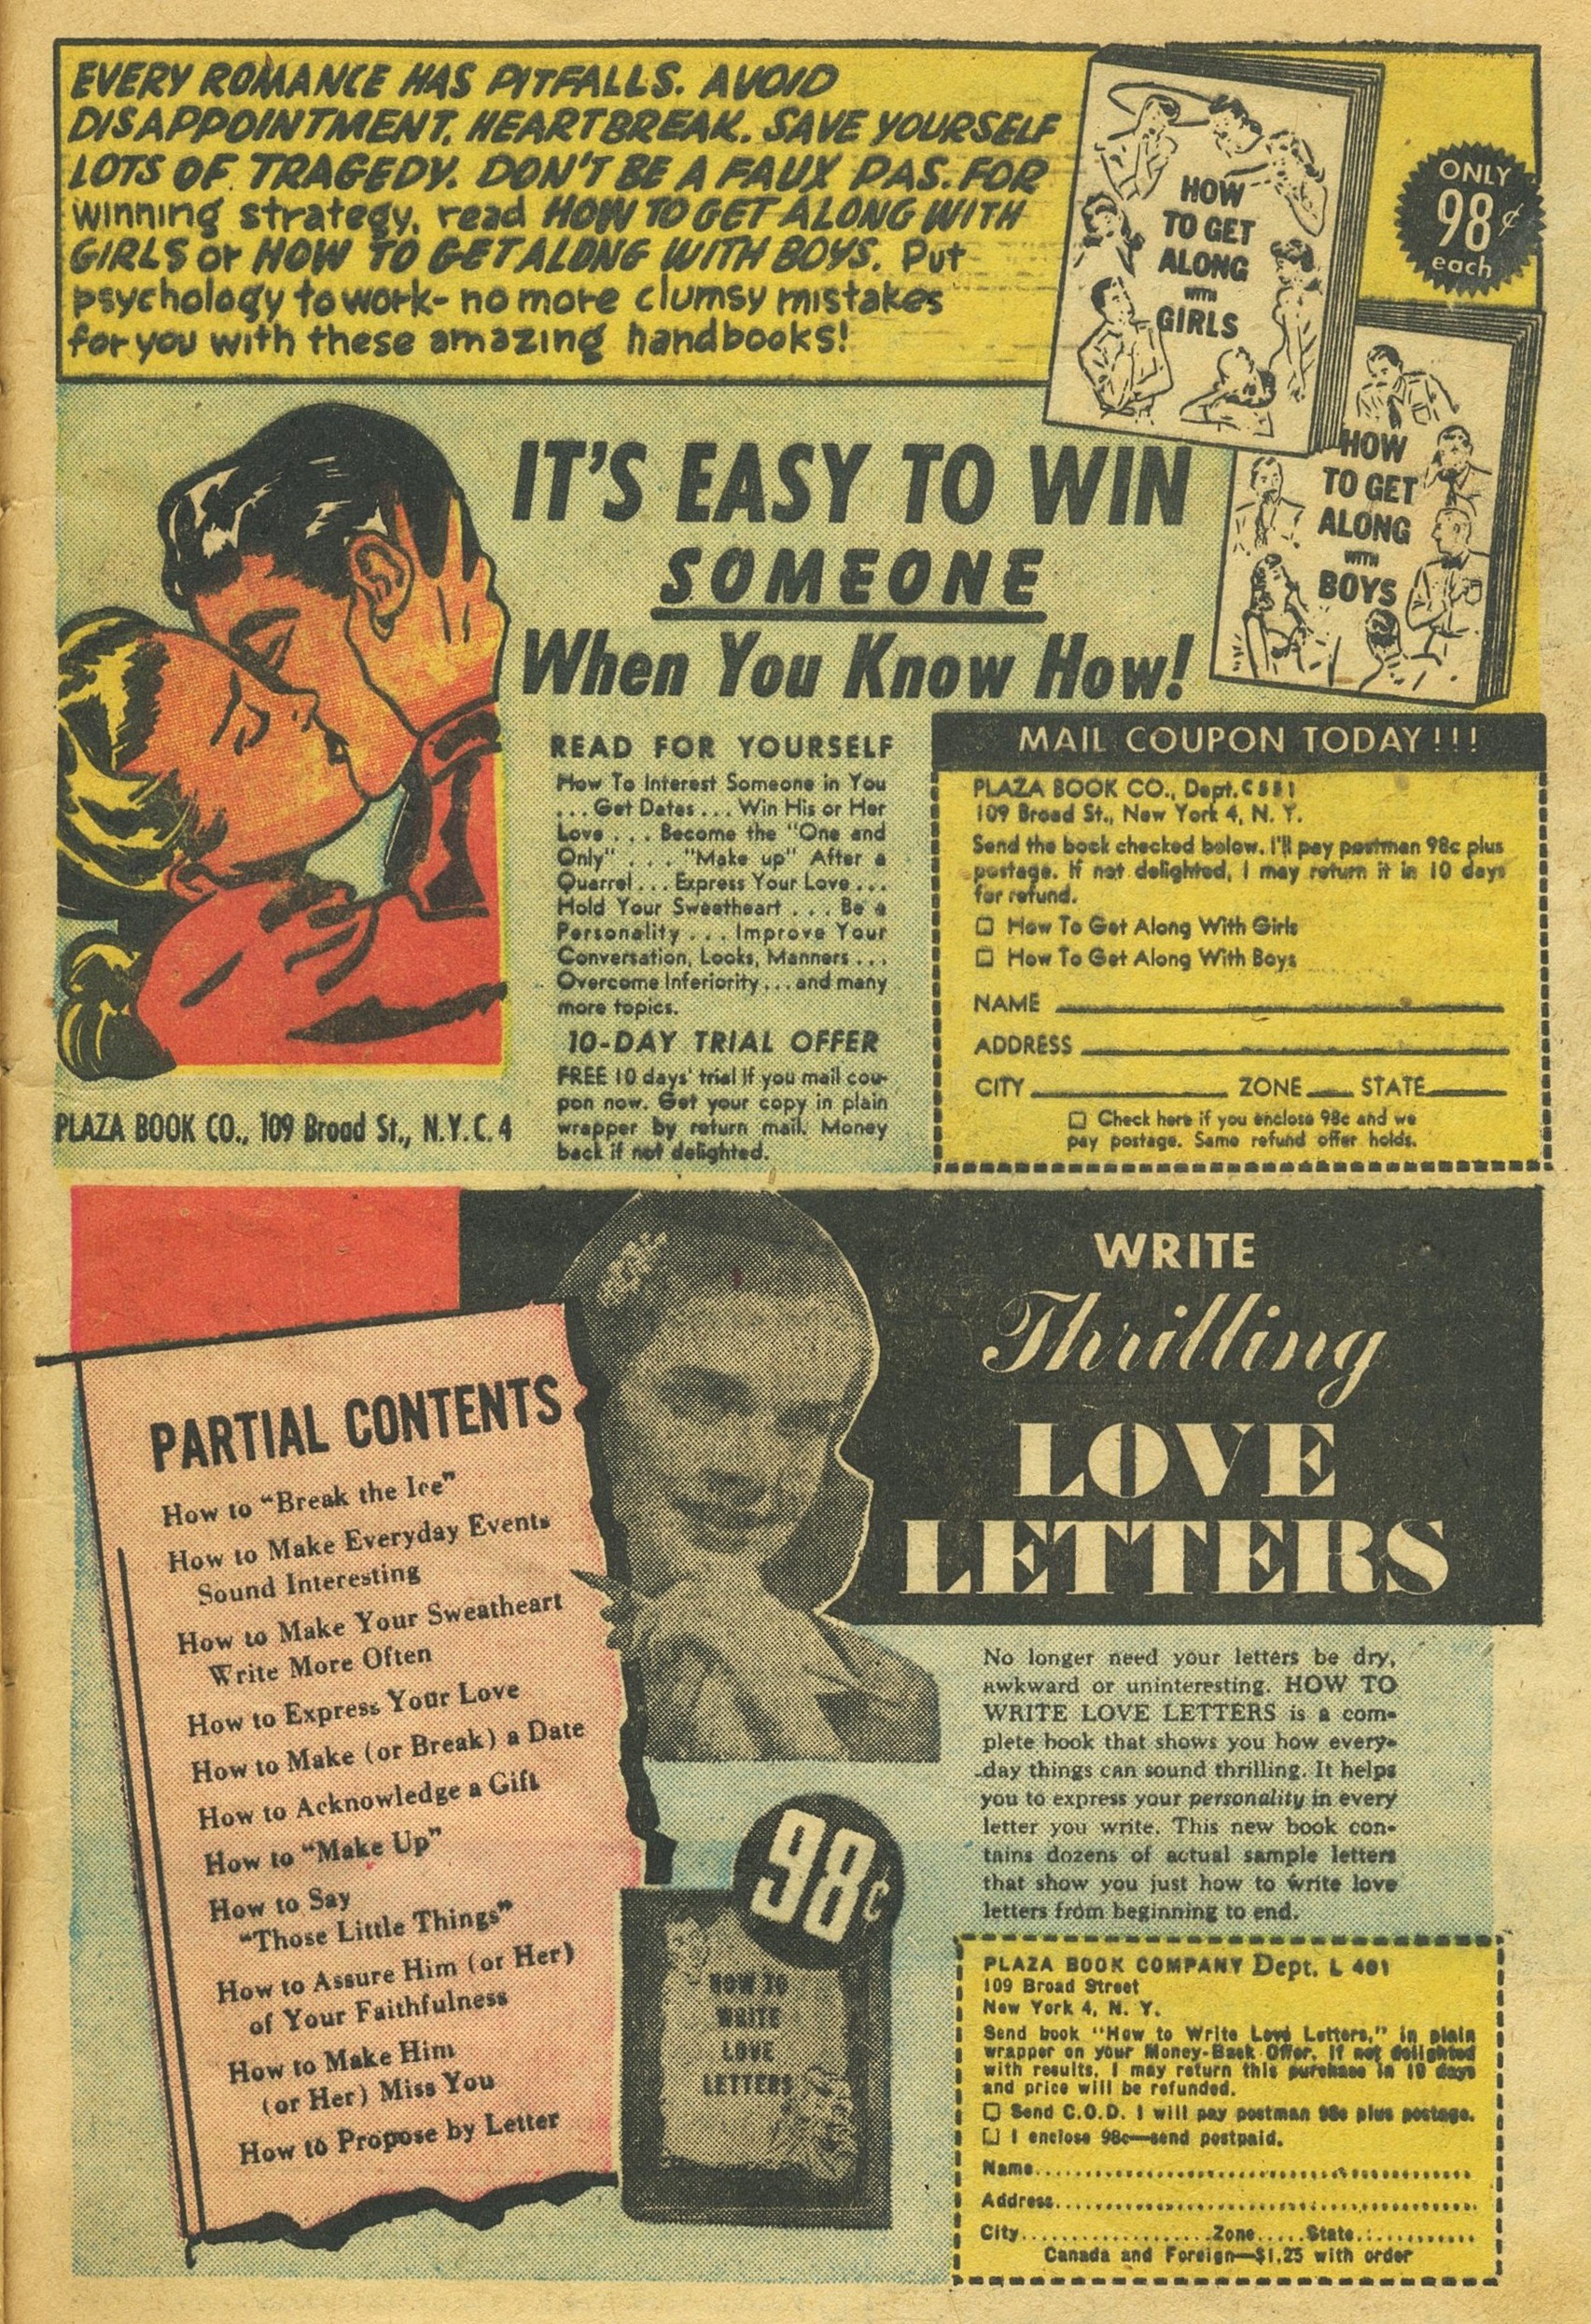 EVERY ROMANCE HAS PITFALLS. AVOID
DISAPPOINTMENT, HEARTBREAK. SAVE YOURSELF
LOTS OF TRAGEDY. DON'T BE A FAUX PAS. FOR
winning strategy, read HOW TO GET ALONG WITH
GIRLS or HOW TO GET ALONG WITH BOYS. Put
psychology to work- no more clumsy mistakes
for you with these amazing handbooks!
HOW
TO GET
ALONG
WITH
GIRLS
ONLY
98¢
each
HOW
TO GET
ALONG
WITH
BOYS
IT'S EASY TO WIN
SOMEONE
When You Know How!
READ FOR YOURSELF
How To Interest Someone in You
... Get Dates ... Win His or Her
Love ... Become the "One and
Only" ... "Make up" After a
Quarrel ... Express Your Love ...
Hold Your Sweetheart ... Be a
Personality ... Improve Your
Conversation, Looks, Manners ...
Overcome Inferiority ... and many
more topics.
10-DAY TRIAL OFFER
FREE 10 days' trial if you mail cou-
pon now. Get your copy in plain
wrapper by return mail. Money
back if not delighted.
PLAZA BOOK CO., 109 Broad St., N.Y.C. 4
MAIL COUPON TODAY!!!
PLAZA BOOK CO., Dept. C551
109 Broad St., New York 4, N. Y.
Send the book checked below. I'll pay postman 98c plus
postage. If not delighted, I may return it in 10 days
for refund.
How To Get Along With Girls
How To Get Along With Boys
NAME
ADDRESS
CITY ZONE STATE
Check here if you enclose 98c and we
pay postage. Same refund offer holds.
WRITE
Thrilling
LOVE
LETTERS
PARTIAL CONTENTS
How to "Break the Ice"
How to Make Everyday Events
Sound Interesting
How to Make Your Sweatheart
Write More Often
How to Express Your Love
How to Make (or Break) a Date
How to Acknowledge a Gift
How to "Make Up"
How to Say
"Those Little Things"
How to Assure Him (or Her)
of Your Faithfulness
How to Make Him
(or Her) Miss You
How to Propose by Letter
98¢
HOW TO
WRITE
LOVE
LETTERS
No longer need your letters be dry,
awkward or uninteresting. HOW TO
WRITE LOVE LETTERS is a com-
plete book that shows you how every-
day things can sound thrilling. It helps
you to express your personality in every
letter you write. This new book con-
tains dozens of actual sample letters
that show you just how to write love
letters from beginning to end.
PLAZA BOOK COMPANY Dept. L 401
109 Broad Street
New York 4, N. Y.
Send book "How to Write Love Letters," in plain
wrapper on your Money-Back Offer. If not delighted
with results, I may return this purchase in 10 days
and price will be refunded.
Send C.O.D. I will pay postman 98c plus postage.
I enclose 98c—send postpaid.
Name
Address
City Zone State
Canada and Foreign—$1.25 with order